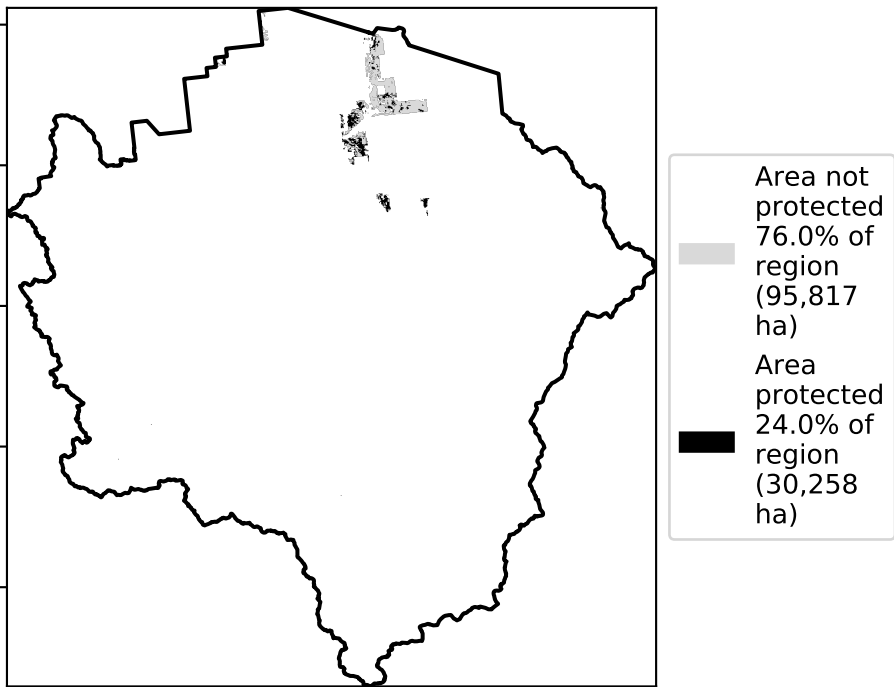 Area not
protected
76.0% of
region
(95,817
ha)
Area
protected
24.0% of
region
(30,258
ha)